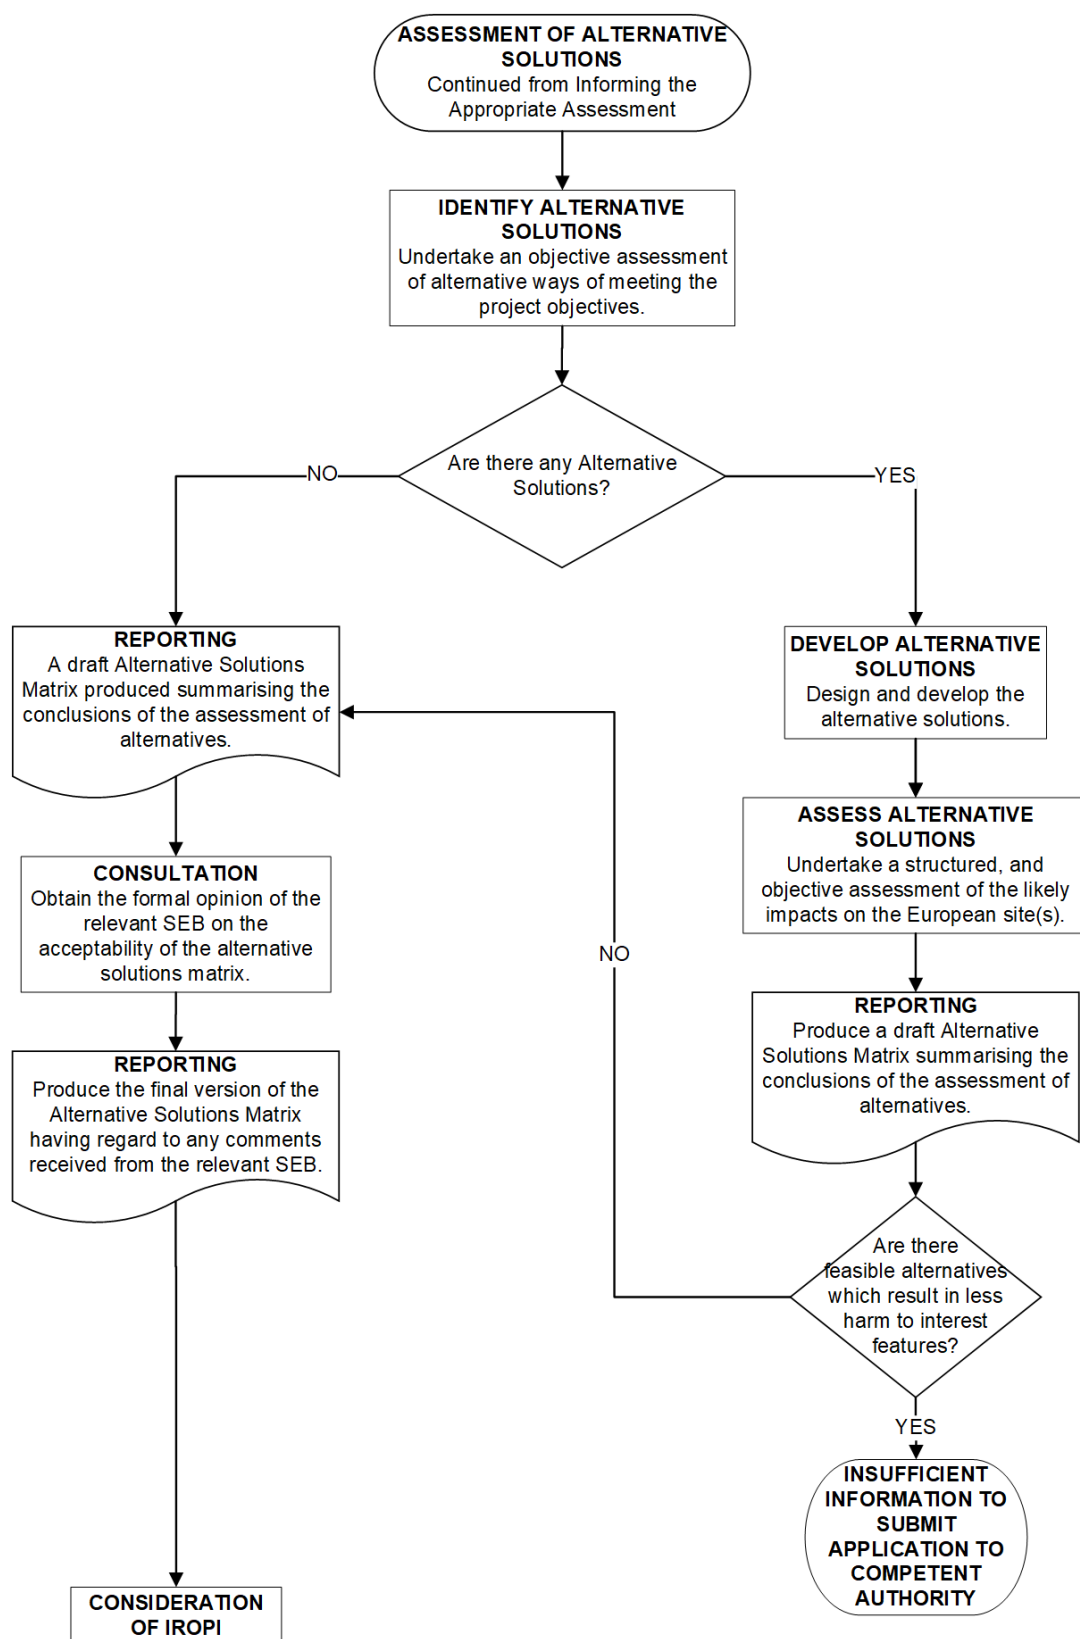 ASSESSMENT OF ALTERNATIVE
SOLUTIONS
Continued from Informing the
Appropriate Assessment
IDENTIFY ALTERNATIVE
SOLUTIONS
Undertake an objective assessment
of alternative ways of meeting the
project objectives.
Are there any Alternative
Solutions?
NO
YES
REPORTING
A draft Alternative Solutions
Matrix produced summarising the
conclusions of the assessment of
alternatives.
DEVELOP ALTERNATIVE
SOLUTIONS
Design and develop the
alternative solutions.
ASSESS ALTERNATIVE
SOLUTIONS
Undertake a structured, and
objective assessment of the likely
impacts on the European site(s).
CONSULTATION
Obtain the formal opinion of the
relevant SEB on the
acceptability of the alternative
solutions matrix.
NO
REPORTING
Produce a draft Alternative
Solutions Matrix summarising the
conclusions of the assessment of
alternatives.
REPORTING
Produce the final version of the
Alternative Solutions Matrix
having regard to any comments
received from the relevant SEB.
Are there
feasible alternatives
which result in less
harm to interest
features?
YES
INSUFFICIENT
INFORMATION TO
SUBMIT
APPLICATION TO
COMPETENT
AUTHORITY
CONSIDERATION
OF IROPI